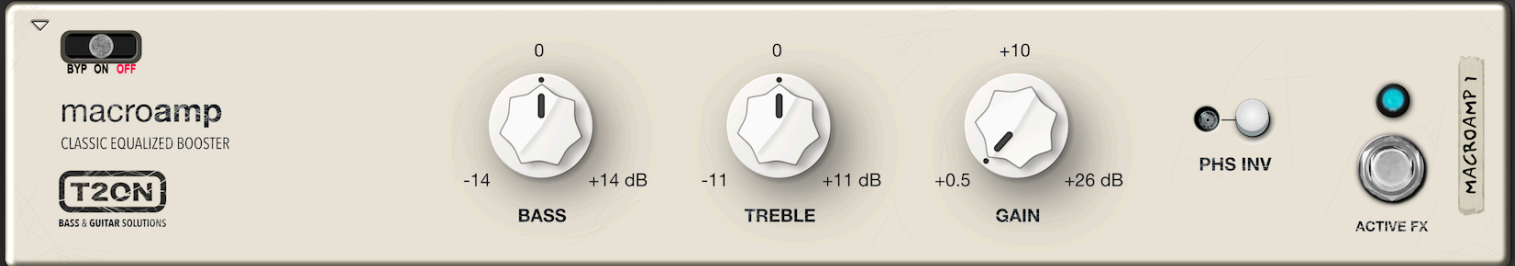 BYP ON OFF
macroamp
CLASSIC EQUALIZED BOOSTER
T2ON
BASS & GUITAR SOLUTIONS
0
-14 +14 dB
BASS
0
-11 +11 dB
TREBLE
+10
+0.5 +26 dB
GAIN
PHS INV
ACTIVE FX
MACROAMP 1